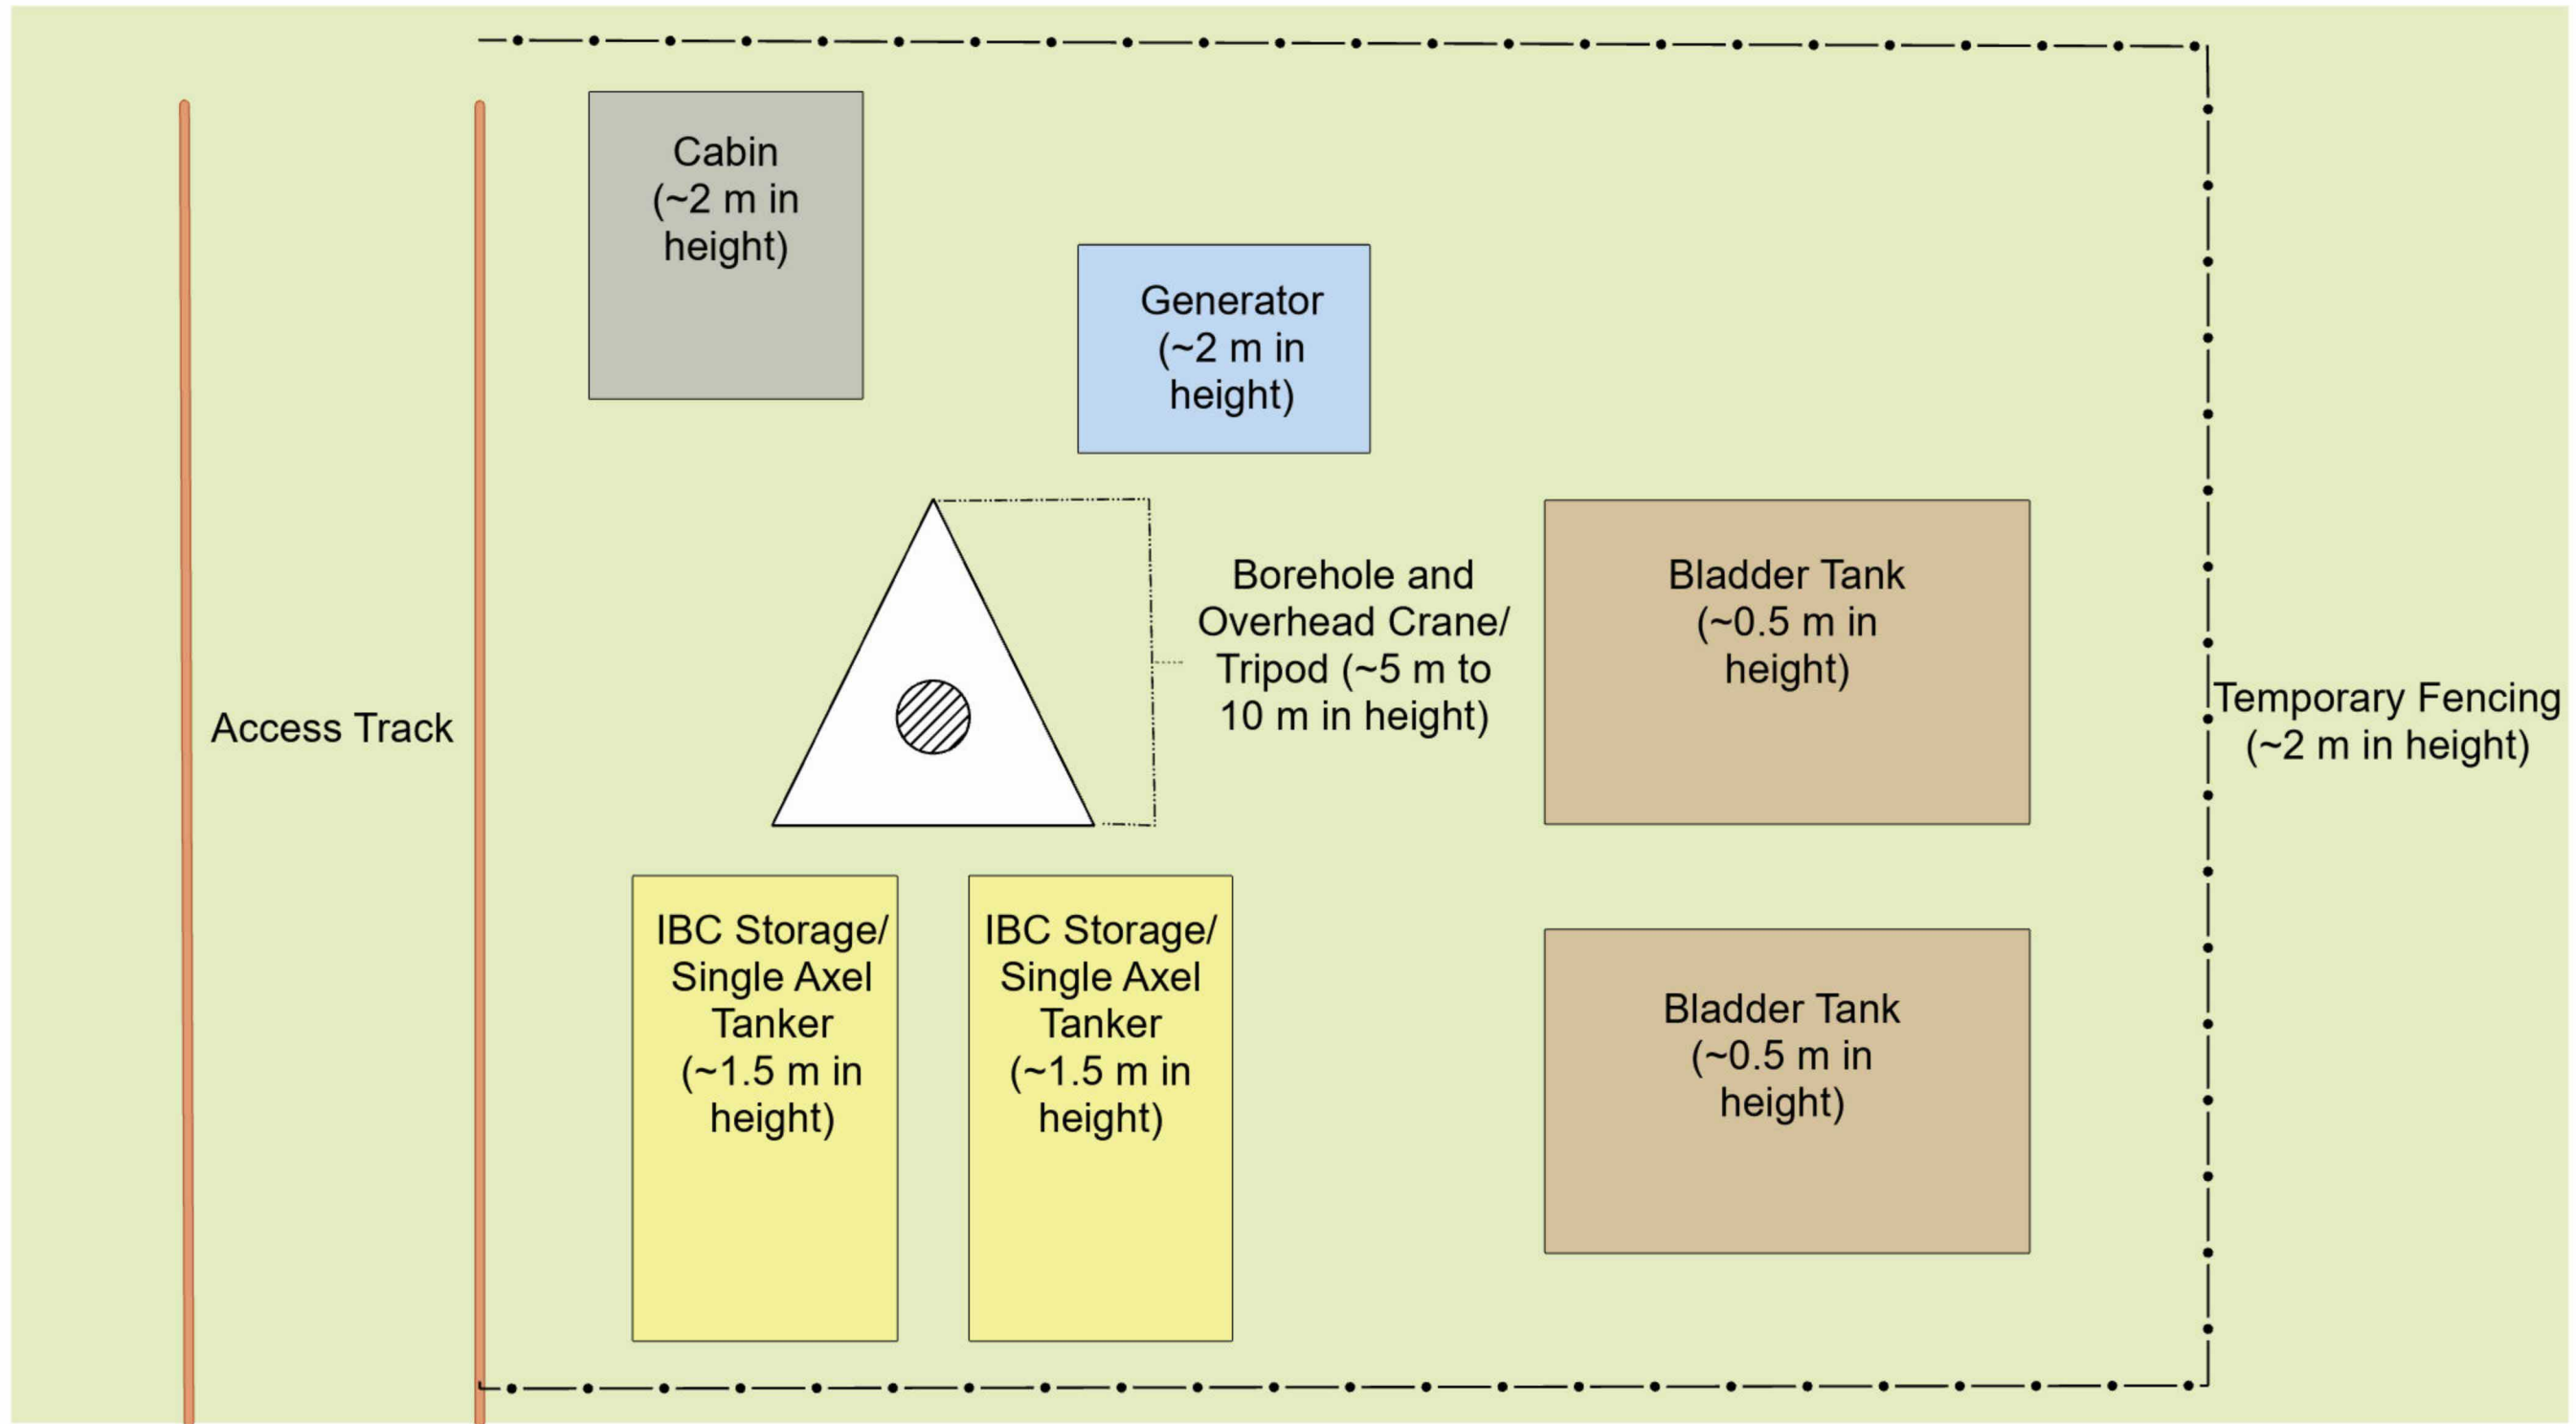 Cabin
(~2 m in
height)
Generator
(~2 m in
height)
Borehole and
Overhead Crane/
Tripod (~5 m to
10 m in height)
Bladder Tank
(~0.5 m in
height)
Temporary Fencing
(~2 m in height)
Access Track
IBC Storage/
Single Axel
Tanker
(~1.5 m in
height)
IBC Storage/
Single Axel
Tanker
(~1.5 m in
height)
Bladder Tank
(~0.5 m in
height)